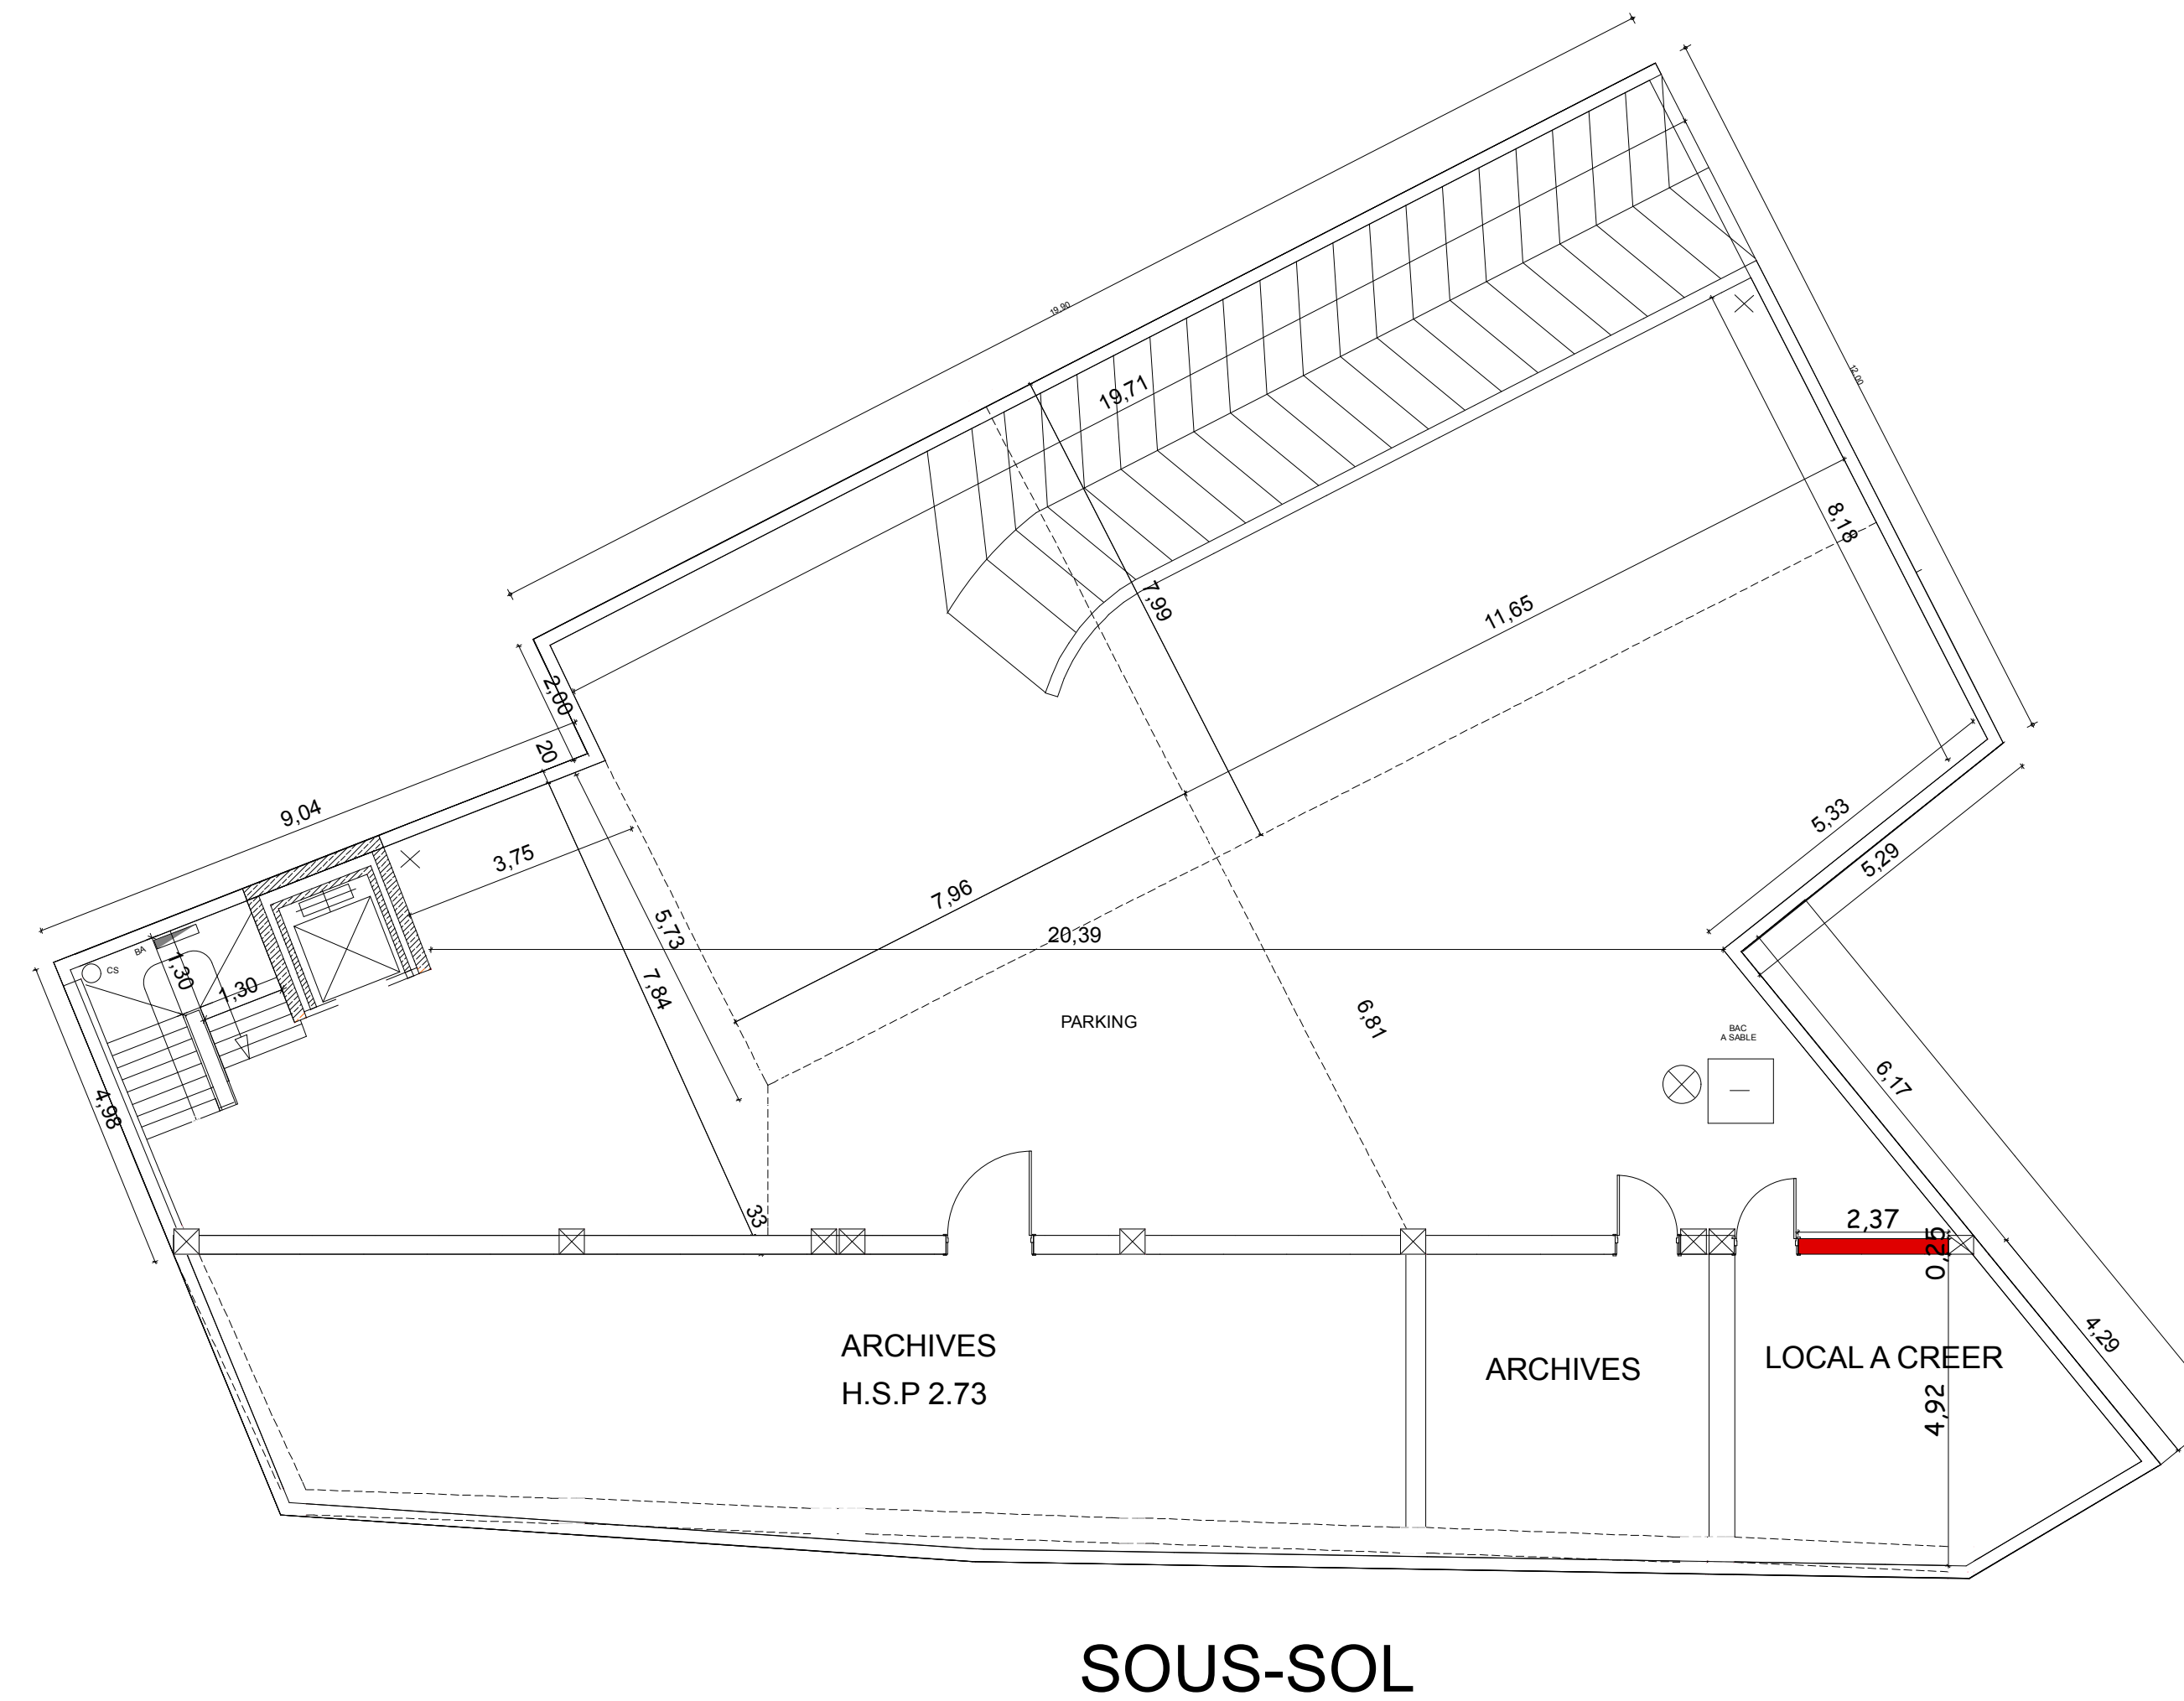 19.90
12.00
19,71
8,18
7,99
11,65
2,00
20
9,04
3,75
5,33
5,29
7,96
5,73
20,39
BA
CS
1,30
1,30
7,84
6,81
PARKING
BAC
A SABLE
6,17
4,98
33
2,37
0,25
ARCHIVES
H.S.P 2.73
ARCHIVES
LOCAL A CREER
4,29
4,92
SOUS-SOL